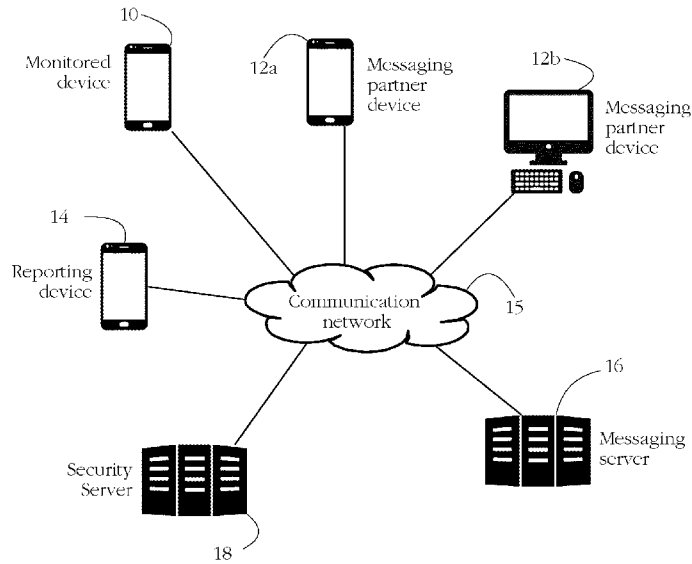 10
Monitored
device
12a
Messaging
partner
device
12b
Messaging
partner
device
14
Reporting
device
Communication
network
15
16
Messaging
server
Security
Server
18